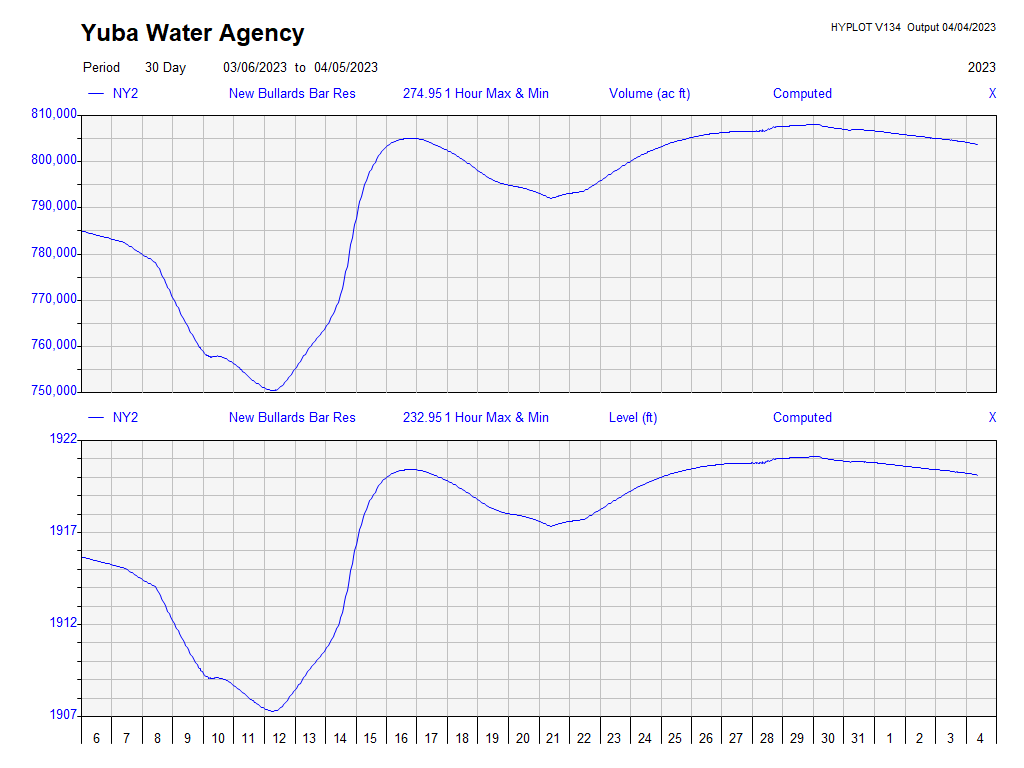 Yuba Water Agency
HYPLOT V134 Output 04/04/2023
Period 30 Day 03/06/2023 to 04/05/2023 2023
NY2 New Bullards Bar Res 274.95 1 Hour Max & Min Volume (ac ft) Computed X
810,000
800,000
790,000
780,000
770,000
760,000
750,000
NY2 New Bullards Bar Res 232.95 1 Hour Max & Min Level (ft) Computed X
1922
1917
1912
1907
6 7 8 9 10 11 12 13 14 15 16 17 18 19 20 21 22 23 24 25 26 27 28 29 30 31 1 2 3 4